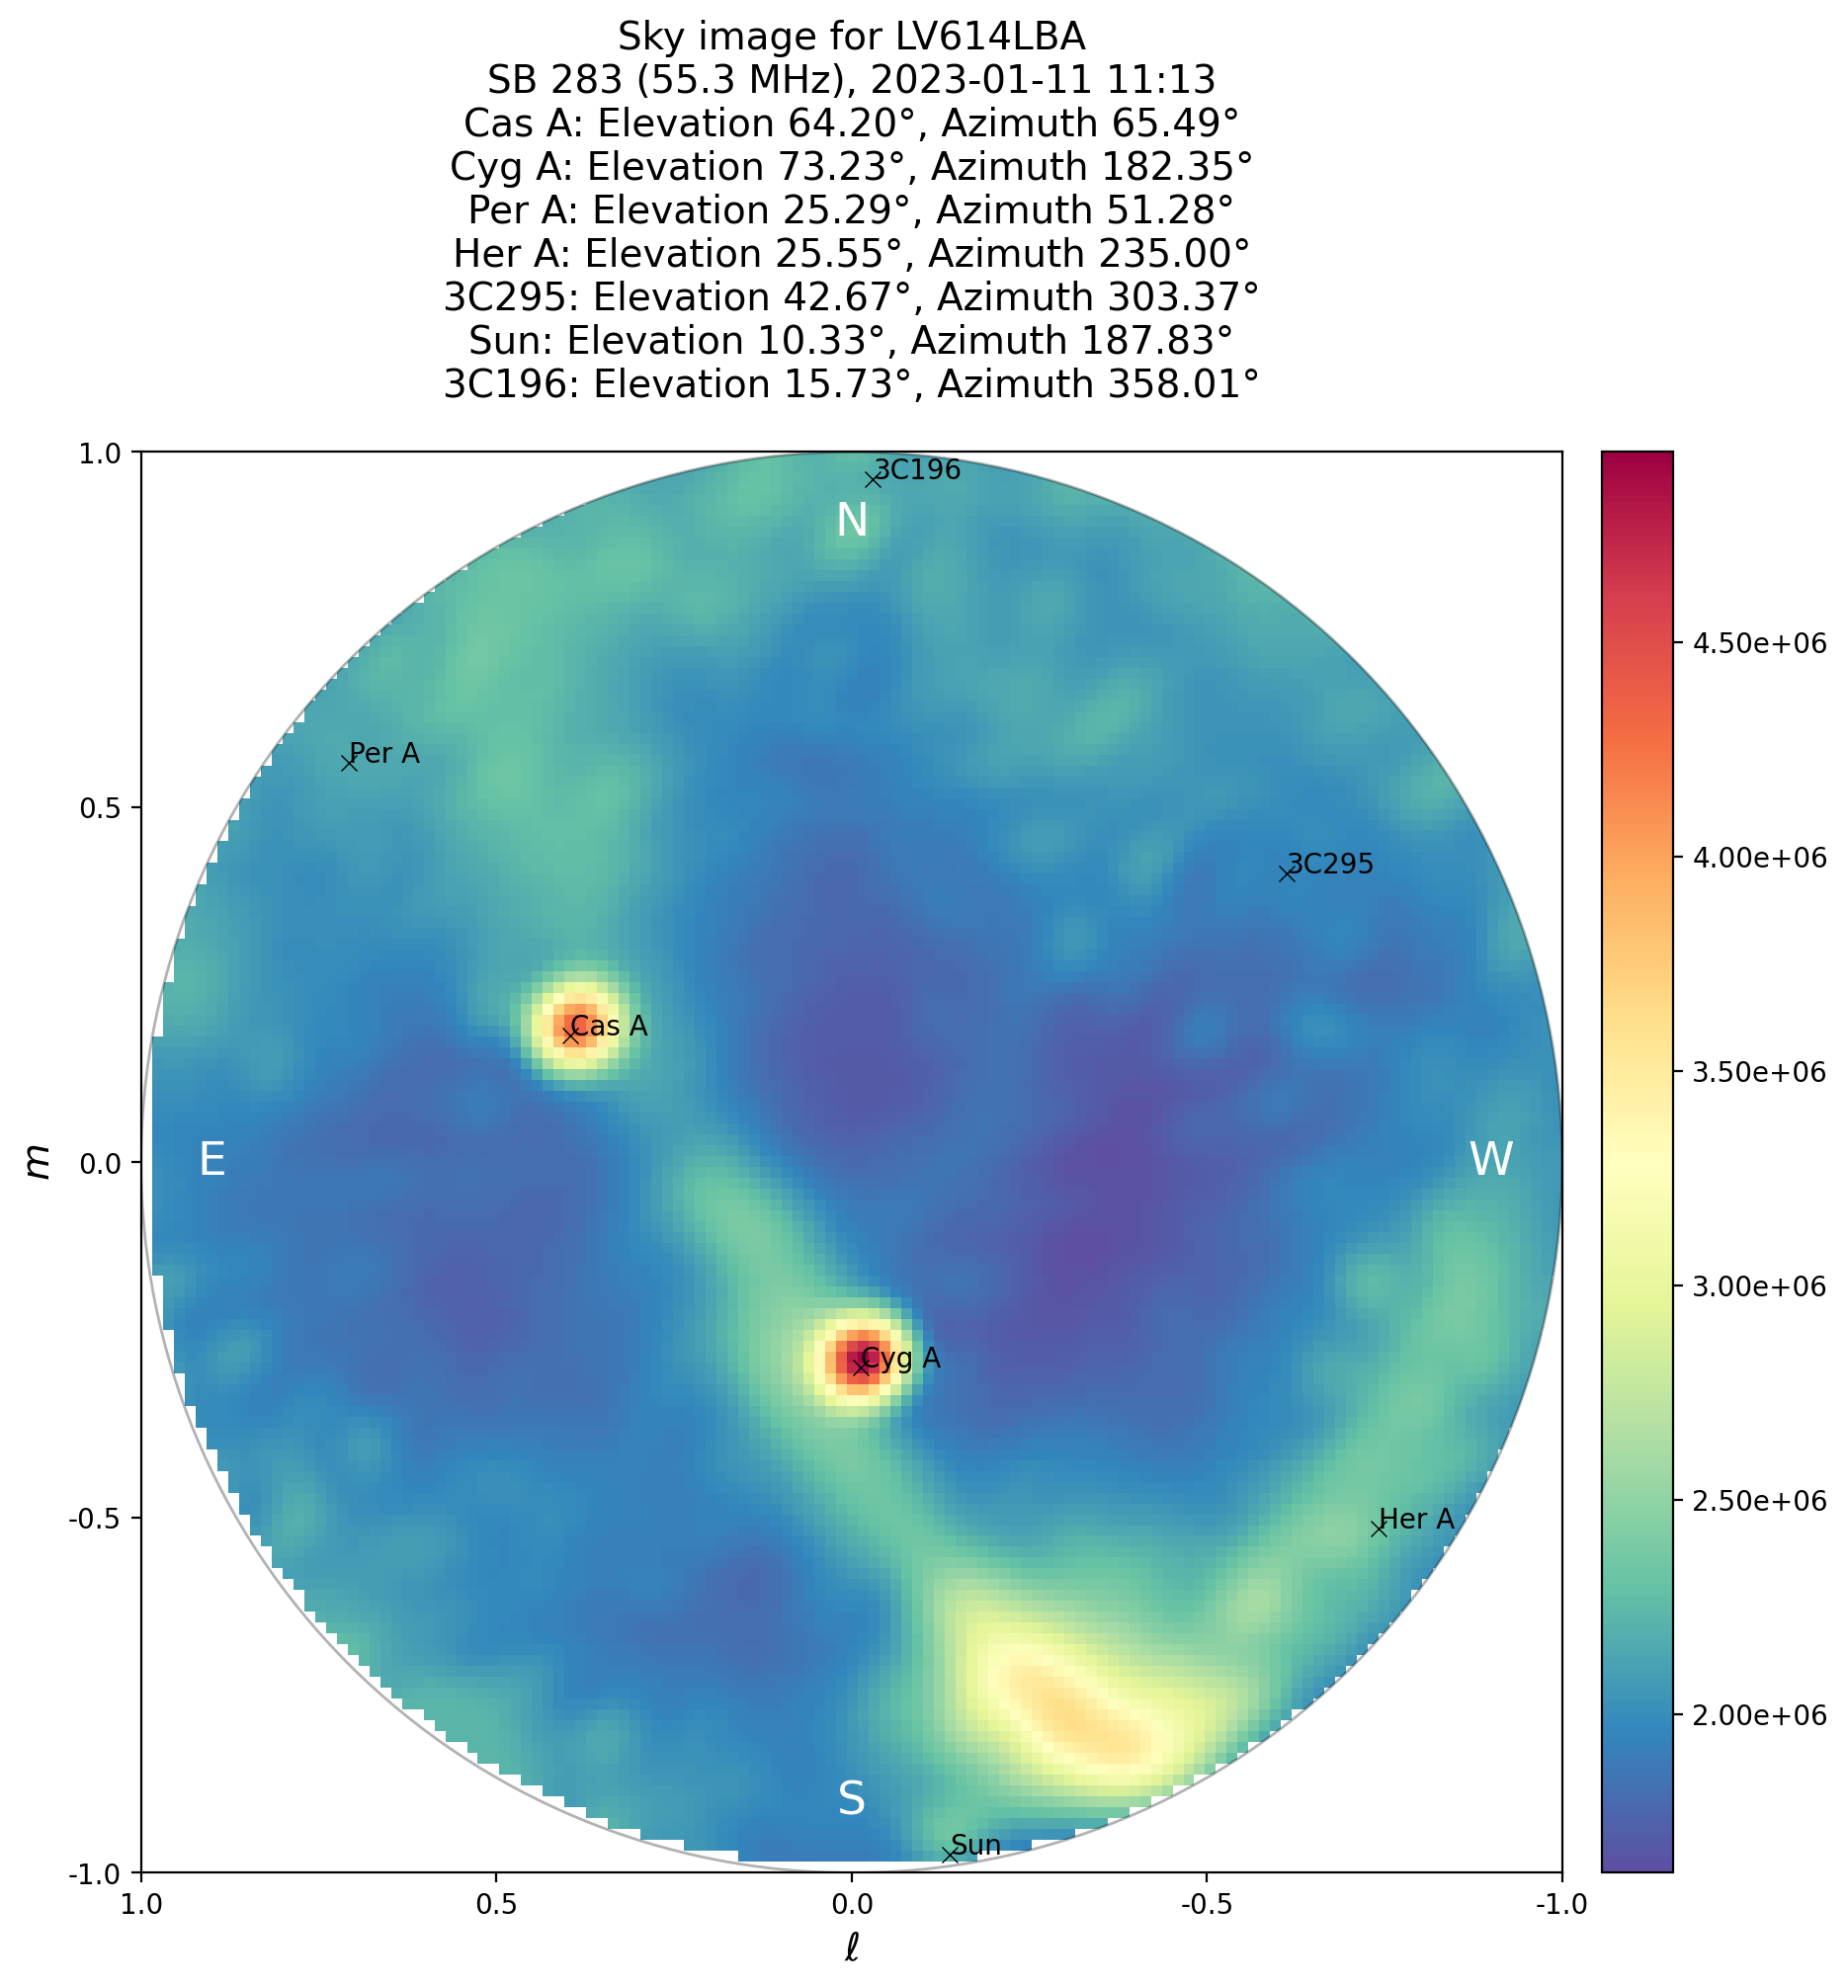 Sky image for LV614LBA
SB 283 (55.3 MHz), 2023-01-11 11:13
Cas A: Elevation 64.20°, Azimuth 65.49°
Cyg A: Elevation 73.23°, Azimuth 182.35°
Per A: Elevation 25.29°, Azimuth 51.28°
Her A: Elevation 25.55°, Azimuth 235.00°
3C295: Elevation 42.67°, Azimuth 303.37°
Sun: Elevation 10.33°, Azimuth 187.83°
3C196: Elevation 15.73°, Azimuth 358.01°
1.0
3C196
N
4.50e+06
Per A
0.5
4.00e+06
3C295
Cas A
3.50e+06
m
0.0
E
W
3.00e+06
Cyg A
2.50e+06
-0.5
Her A
2.00e+06
S
Sun
-1.0
1.0
0.5
0.0
-0.5
-1.0
ℓ